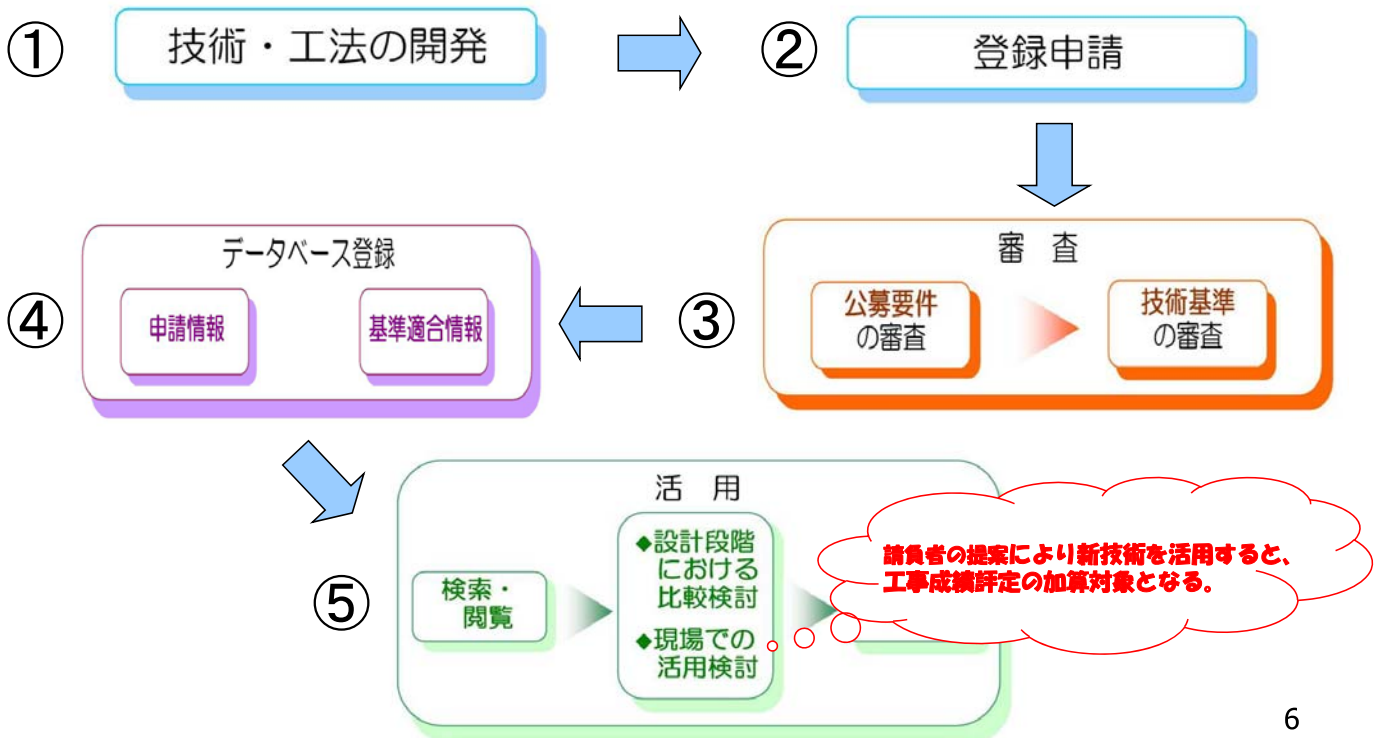 ① 技術・工法の開発
② 登録申請
③
審 査
公募要件
の審査
技術基準
の審査
④
データベース登録
申請情報
基準適合情報
⑤
活 用
検索・
閲覧
◆設計段階
における
比較検討
◆現場での
活用検討
請負者の提案により新技術を活用すると、
工事成績評定の加算対象となる。
6